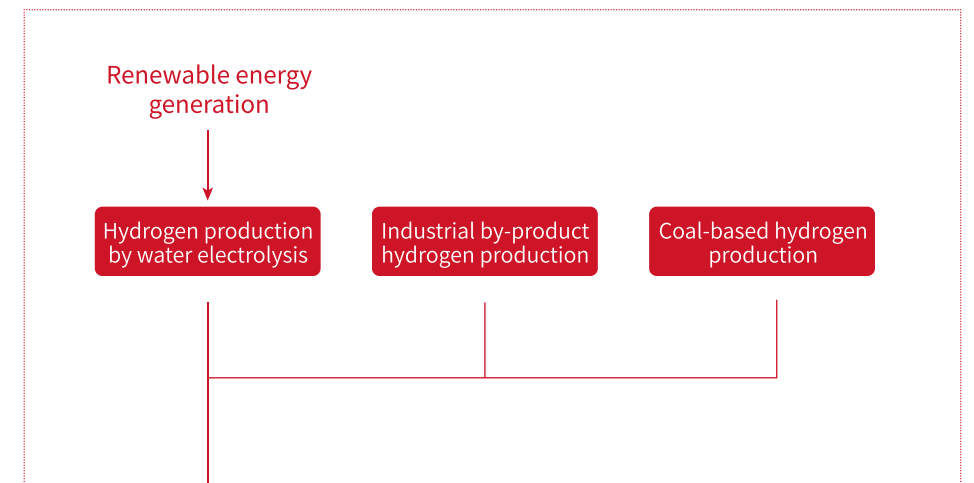 Renewable energy
generation
Hydrogen production
by water electrolysis
Industrial by-product
hydrogen production
Coal-based hydrogen
production